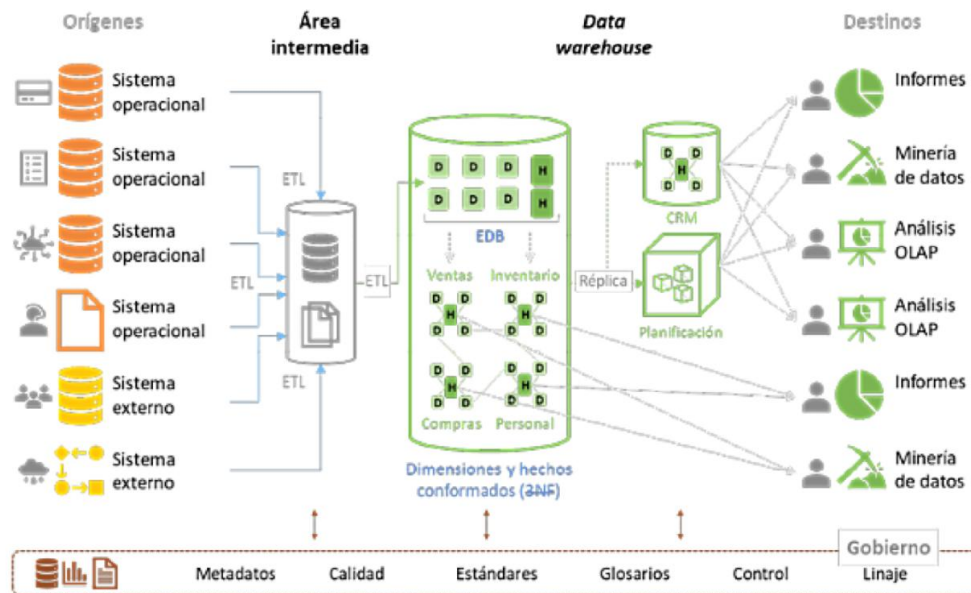 Orígenes
Área
intermedia
Data
warehouse
Destinos
Sistema
operacional
Sistema
operacional
Sistema
operacional
Sistema
operacional
Sistema
externo
Sistema
externo
ETL
ETL
ETL
ETL
ETL
D D D H
D D D H
EDB
Ventas
Inventario
D D
H
D D
D D
H
D D
D D
H
D D
D D
H
D D
Compras
Personal
Dimensiones y hechos
conformados (3NF)
Réplica
D D
H
D D
CRM
Planificación
Informes
Minería
de datos
Análisis
OLAP
Análisis
OLAP
Informes
Minería
de datos
Gobierno
Metadatos Calidad Estándares Glosarios Control Linaje